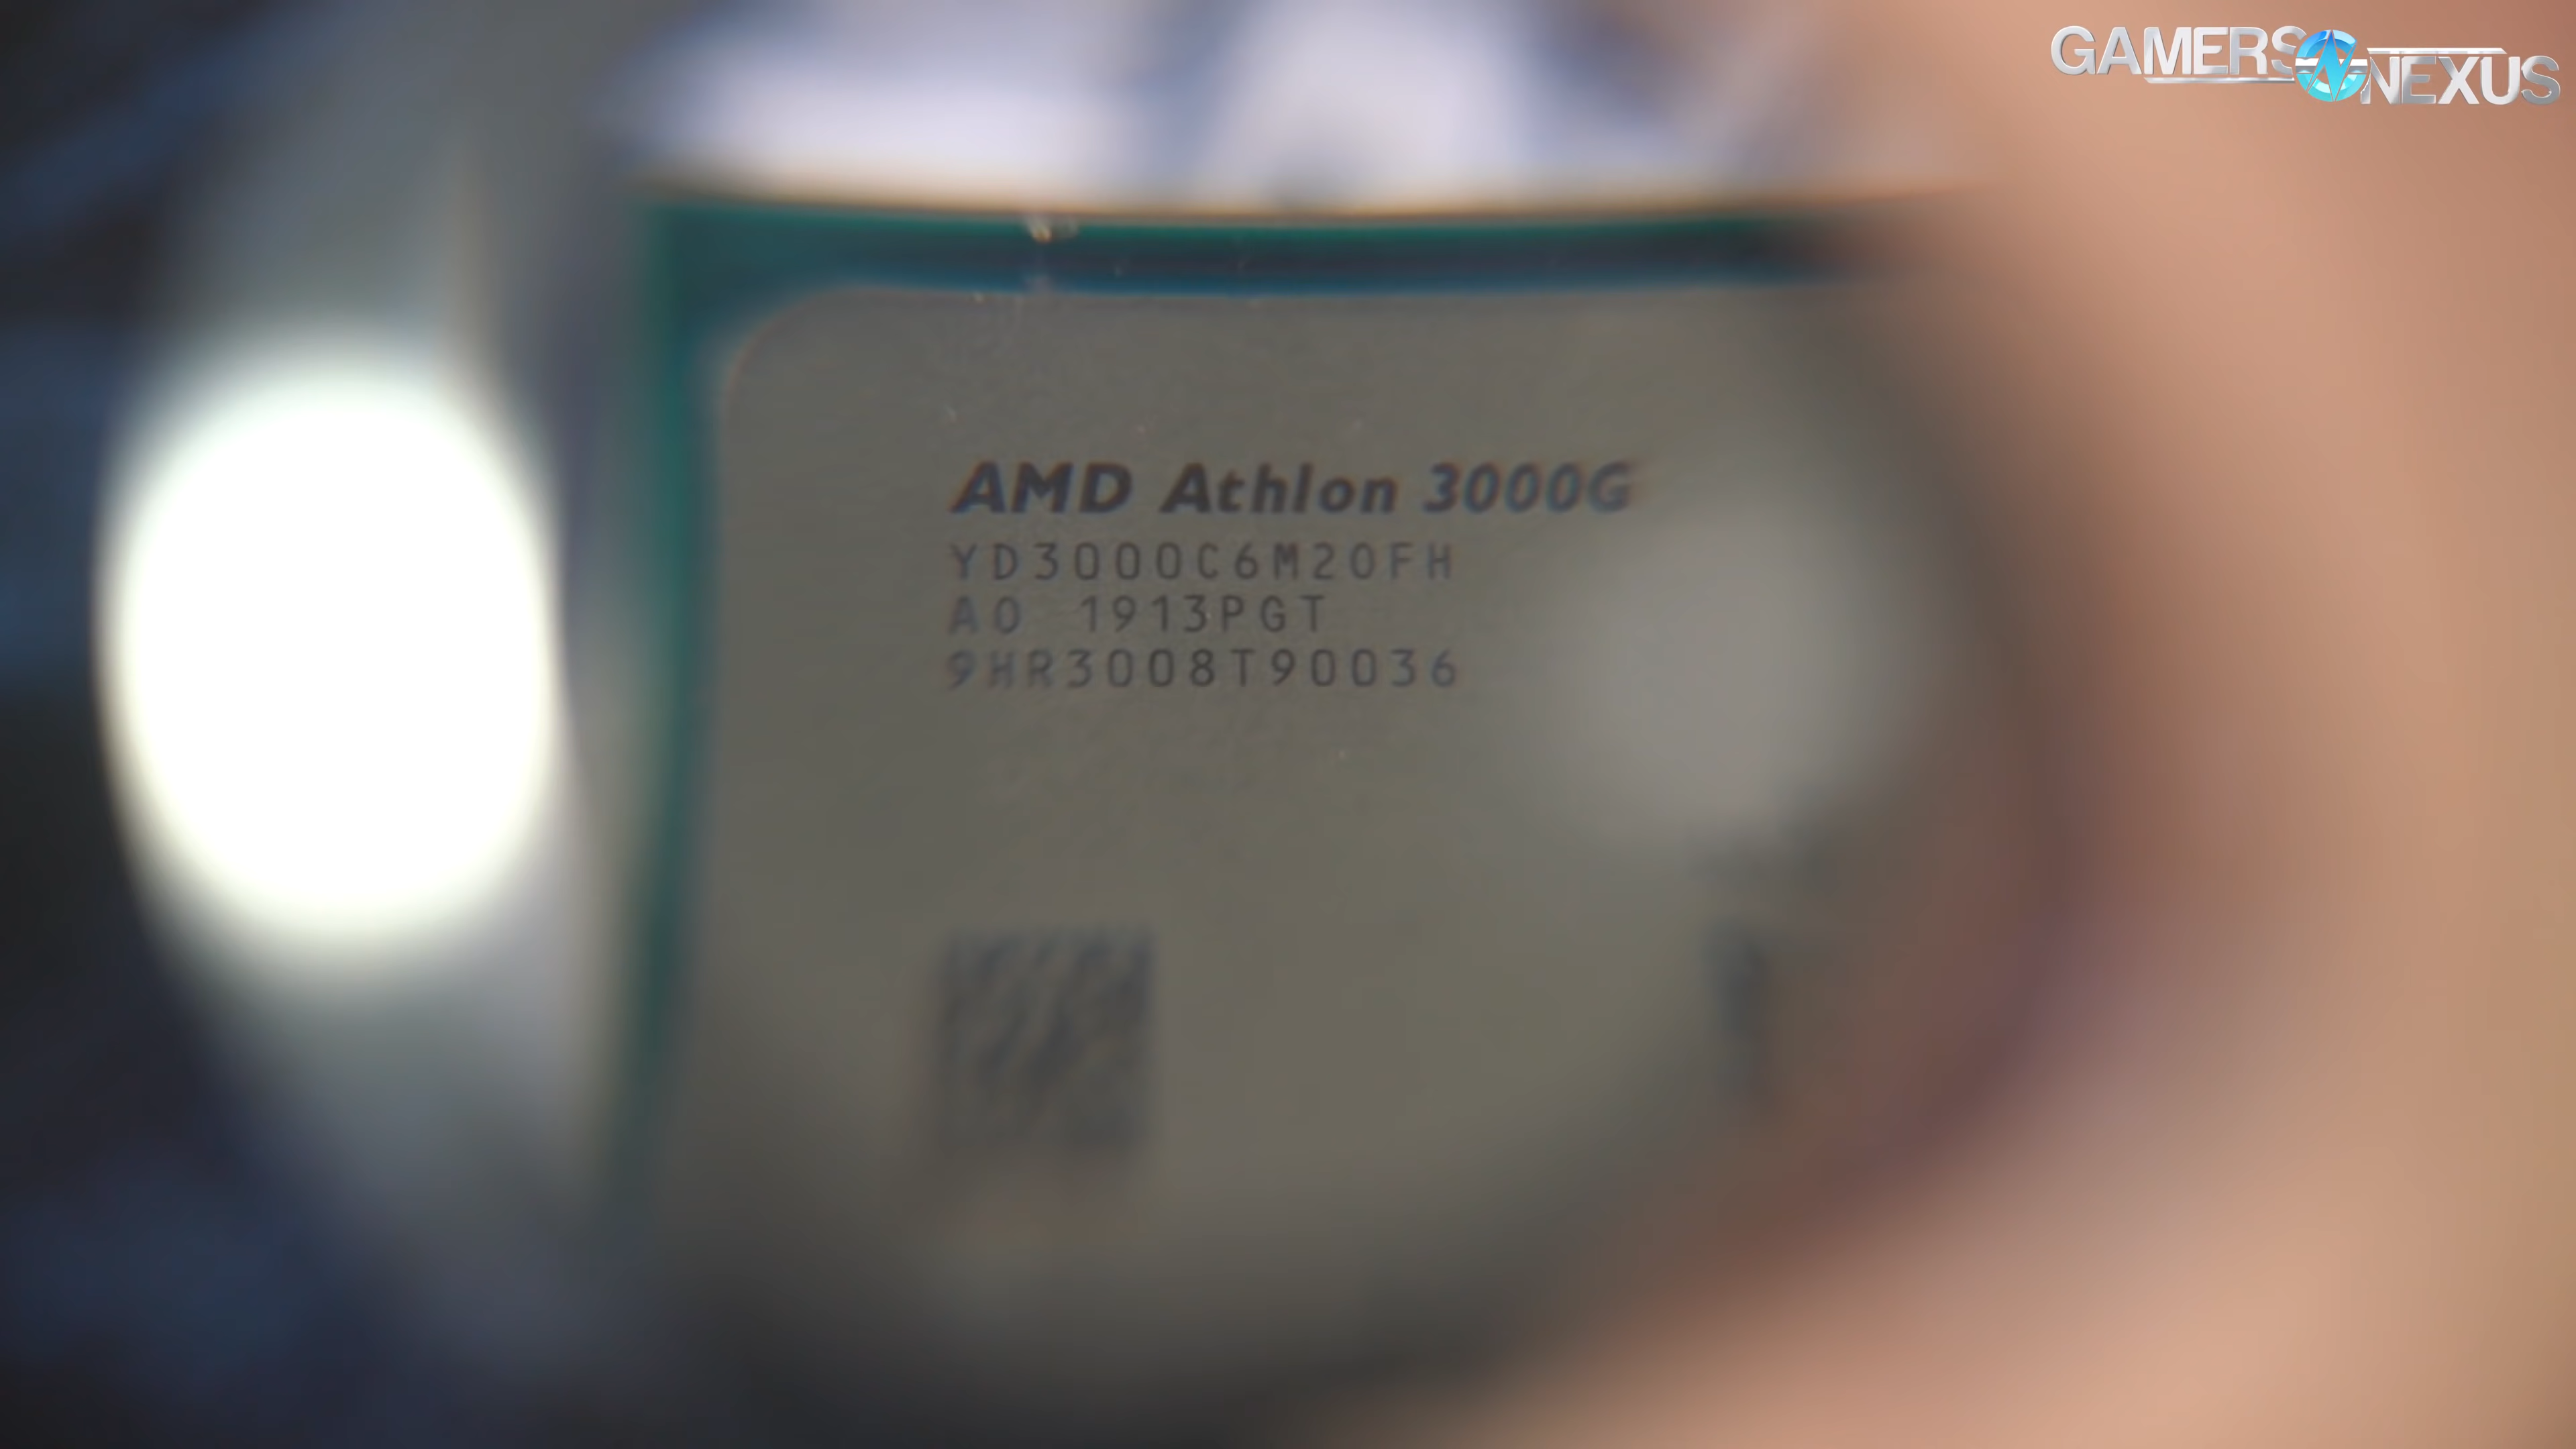 GAMERS NEXUS
AMD Athlon 3000G
YD3000C6M20FH
A0 1913PGT
9HR3008T90036